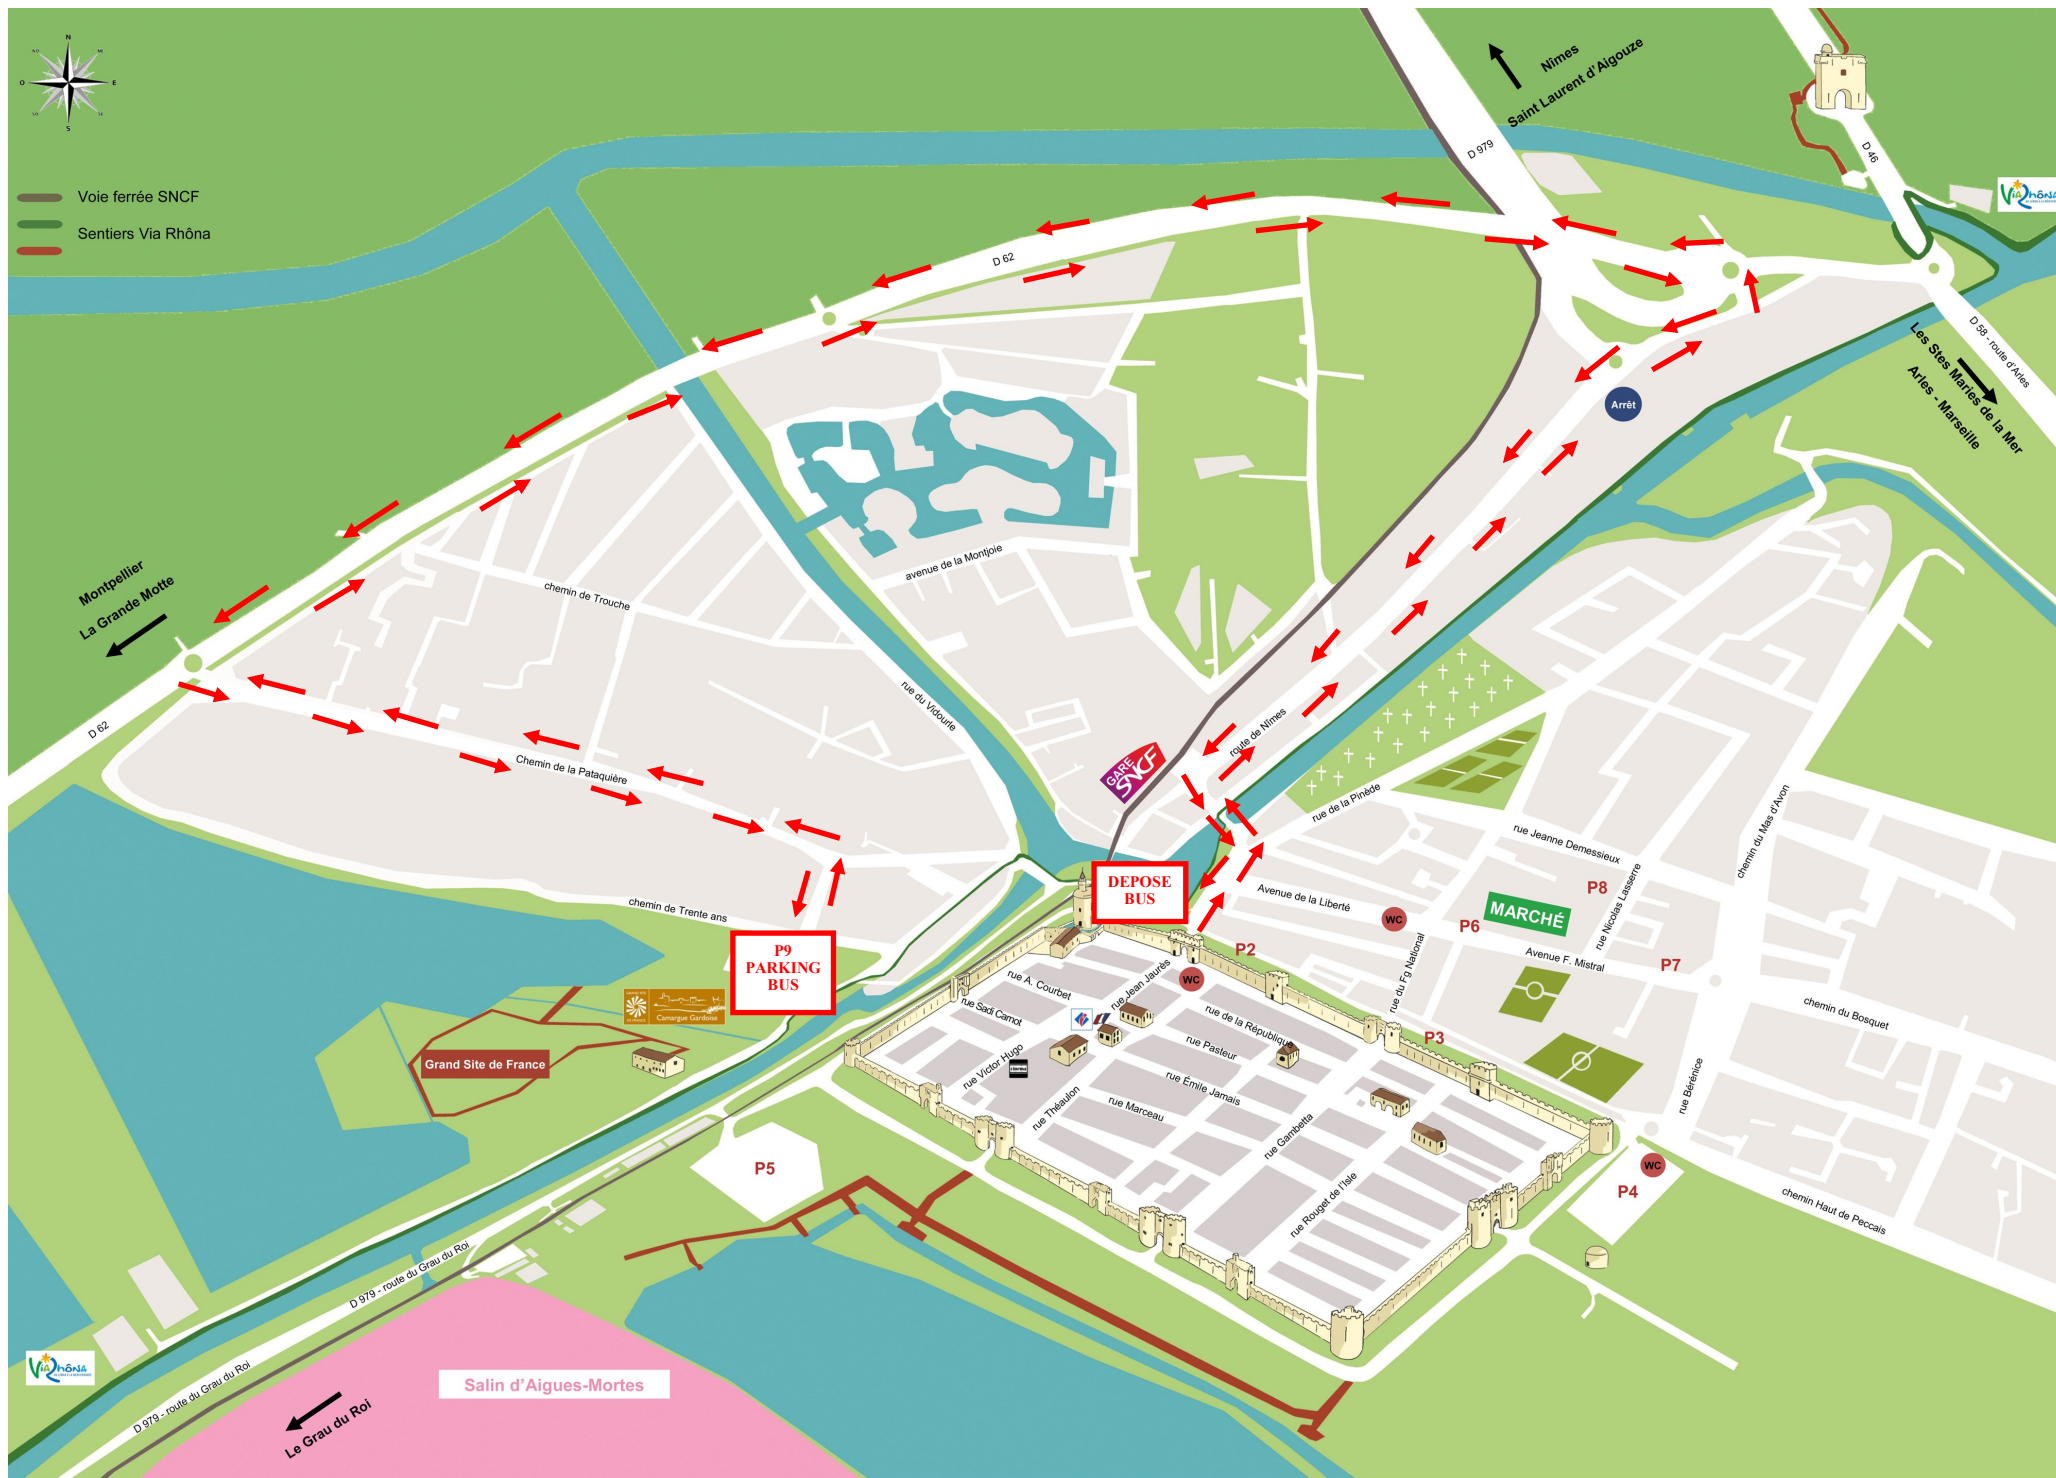 N
NO
NE
O
E
SO
SE
S
Voie ferrée SNCF
Sentiers Via Rhôna
Nîmes
Saint Laurent d'Aigouze
D 979
D 46
ViaRhôna
D 62
D 58 - route d'Arles
Les Stes Maries de la Mer
Arles - Marseille
Arrêt
avenue de la Montjoie
chemin de Trouche
Montpellier
La Grande Motte
D 62
rue du Vidourle
route de Nîmes
GARE
SNCF
Chemin de la Pataquière
rue de la Pinède
rue Jeanne Demessieux
chemin du Mas d'Avon
DEPOSE
BUS
Avenue de la Liberté
P8
rue Nicolas Lasserre
MARCHÉ
WC
P6
chemin de Trente ans
P9
PARKING
BUS
P2
rue du Fg National
Avenue F. Mistral
P7
WC
rue A. Courbet
rue Jean Jaurès
rue Sadi Carnot
rue de la République
chemin du Bosquet
Camargue Gardoise
rue Pasteur
P3
Grand Site de France
rue Victor Hugo
rue Émile Jamais
rue Théaulon
rue Marceau
rue Bérénice
rue Gambetta
P5
WC
P4
rue Rouget de l'Isle
chemin Haut de Peccais
D 979 - route du Grau du Roi
ViaRhôna
D 979 - route du Grau du Roi
Salin d'Aigues-Mortes
Le Grau du Roi